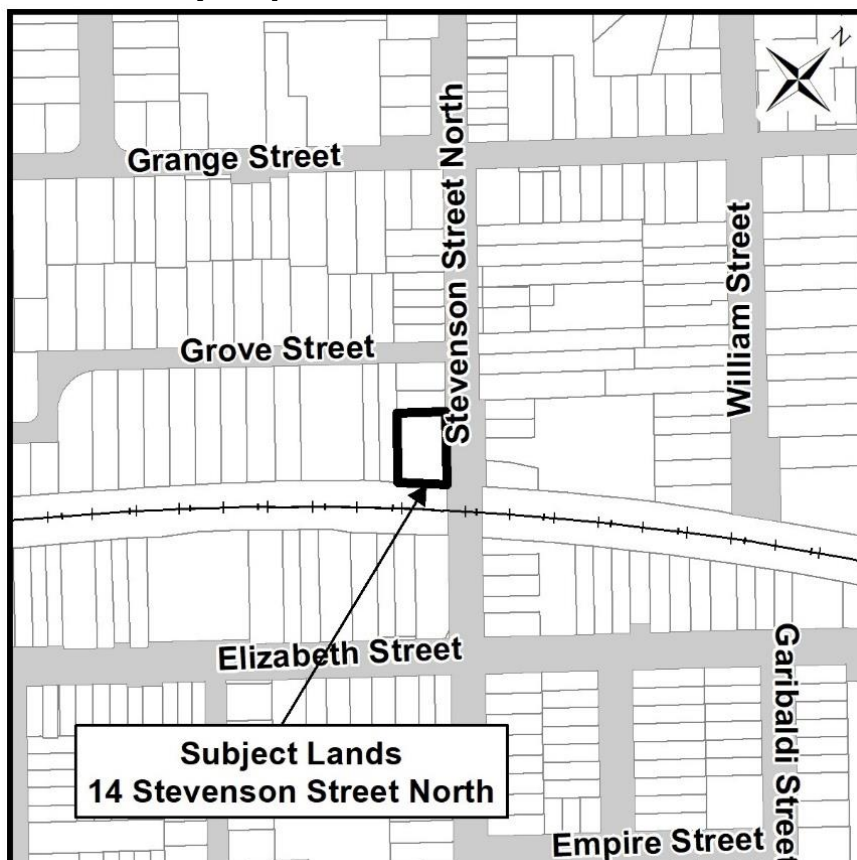 N
Grange Street
Stevenson Street North
William Street
Grove Street
Elizabeth Street
Garibaldi Street
Subject Lands
14 Stevenson Street North
Empire Street